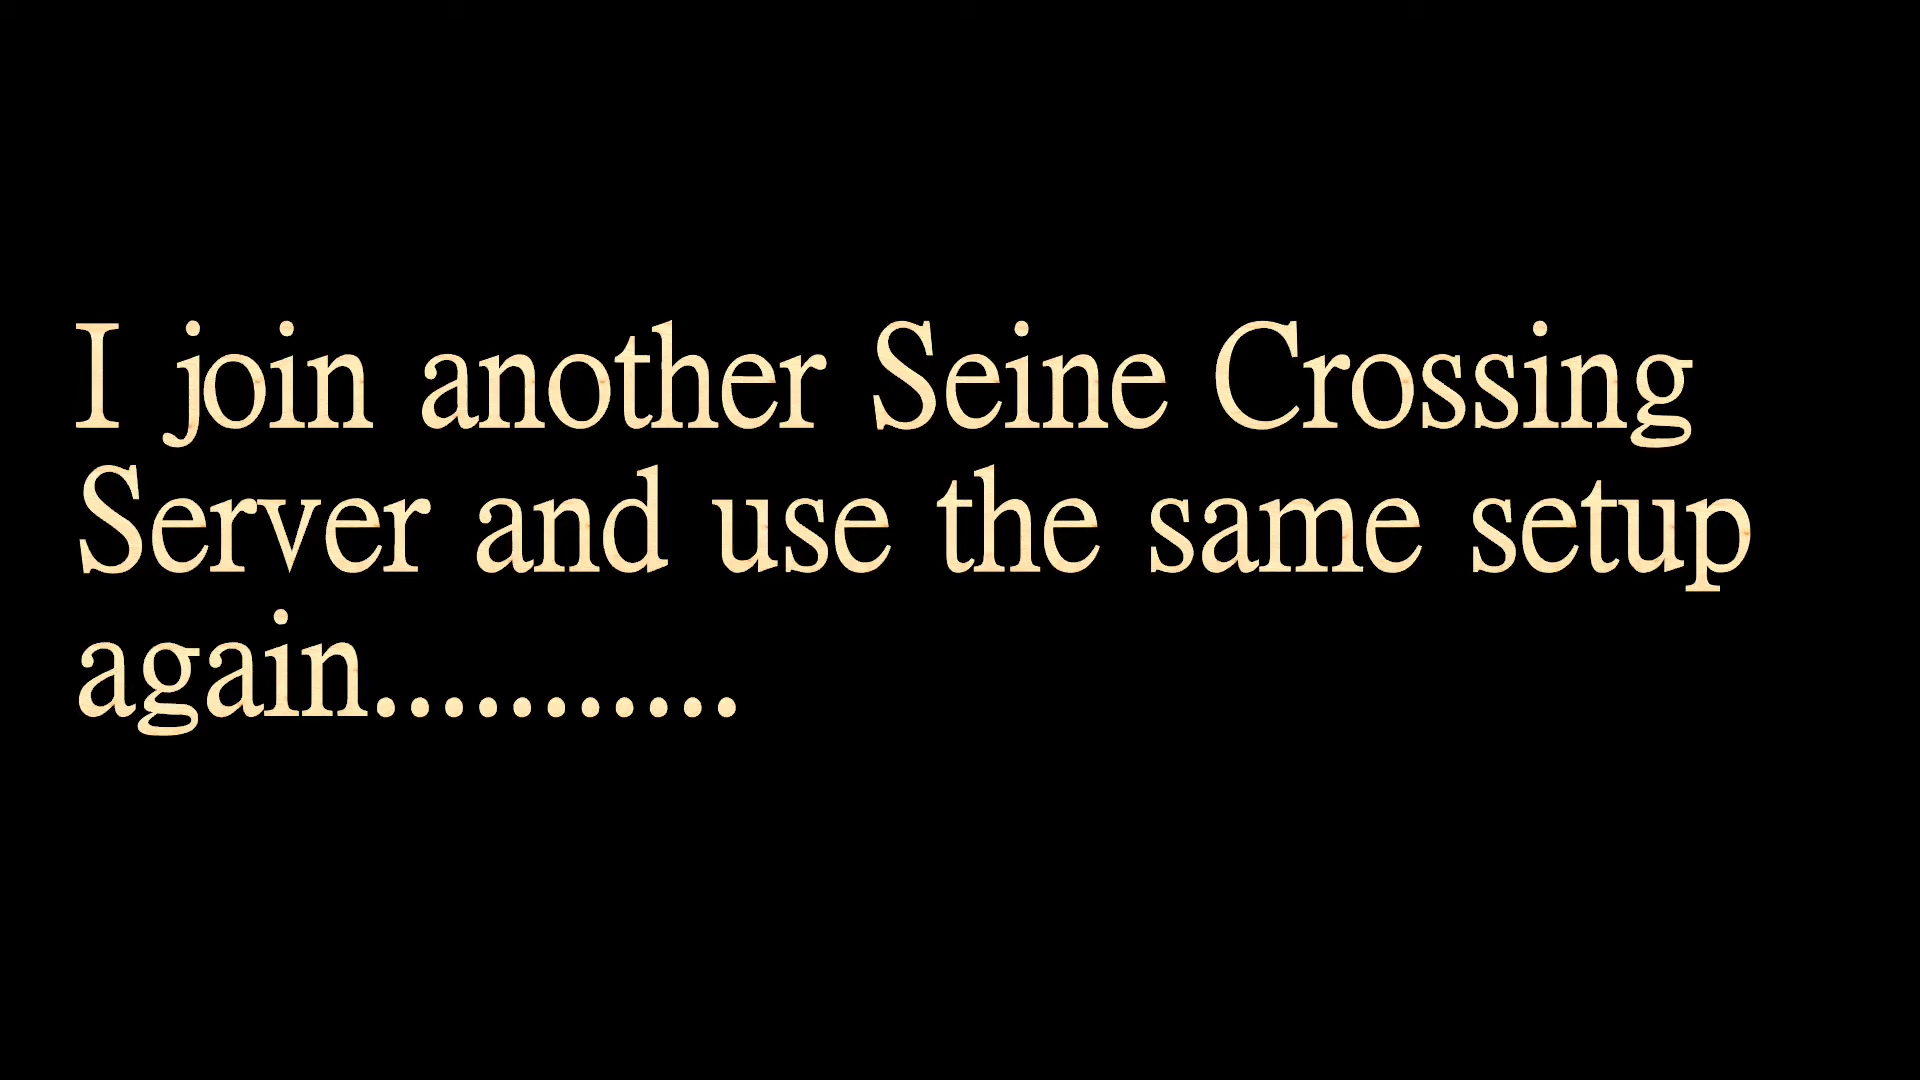 I join another Seine Crossing
Server and use the same setup
again...........